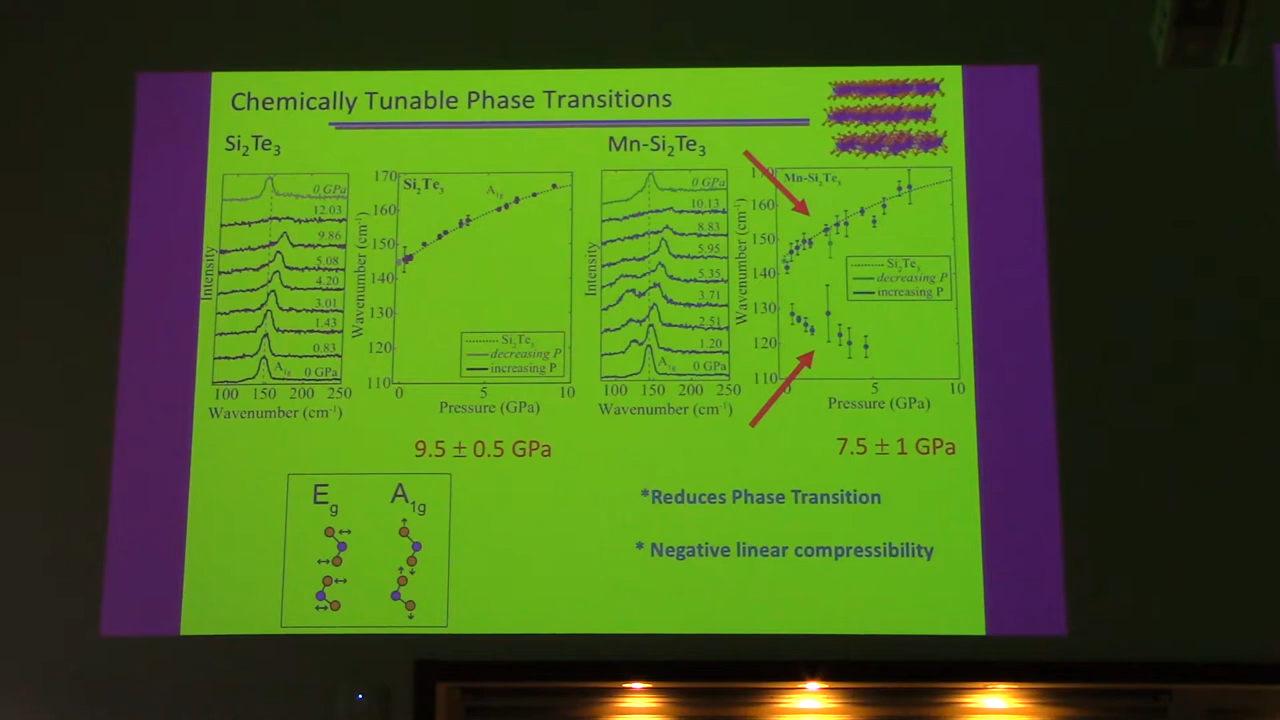 Chemically Tunable Phase Transitions
Si₂Te₃
Mn-Si₂Te₃
0 GPa
12.03
9.86
5.08
4.20
3.01
1.43
0.83
0 GPa
A₁g
Intensity
100 150 200 250
Wavenumber (cm⁻¹)
Si₂Te₃
A₁g
170
160
150
140
130
120
110
Wavenumber (cm⁻¹)
Si₂Te₃
decreasing P
increasing P
0 5 10
Pressure (GPa)
9.5 ± 0.5 GPa
0 GPa
10.13
8.83
5.95
5.35
3.71
2.51
1.20
0 GPa
A₁g
Intensity
100 150 200 250
Wavenumber (cm⁻¹)
Mn-Si₂Te₃
170
160
150
140
130
120
110
Wavenumber (cm⁻¹)
Si₂Te₃
decreasing P
increasing P
5 10
Pressure (GPa)
7.5 ± 1 GPa
Eg A₁g
*Reduces Phase Transition
* Negative linear compressibility